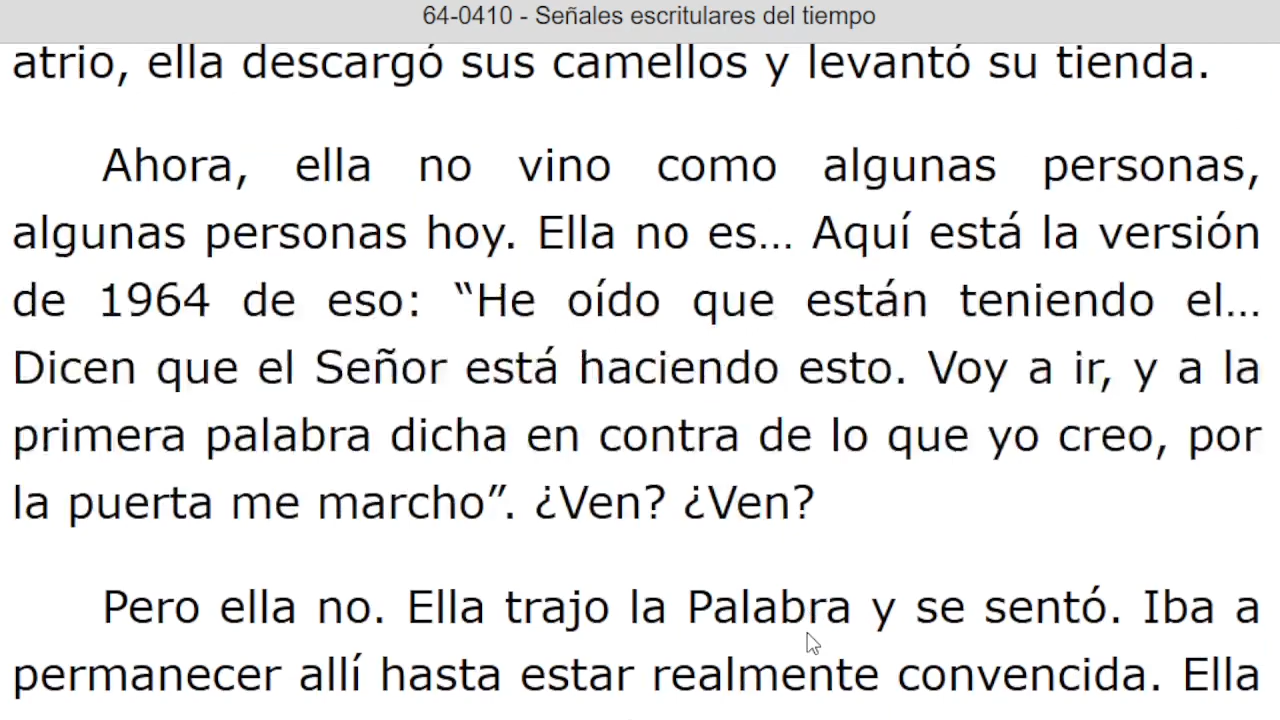 64-0410 - Señales escritulares del tiempo
atrio, ella descargó sus camellos y levantó su tienda.
Ahora, ella no vino como algunas personas,
algunas personas hoy. Ella no es... Aquí está la versión
de 1964 de eso: “He oído que están teniendo el...
Dicen que el Señor está haciendo esto. Voy a ir, y a la
primera palabra dicha en contra de lo que yo creo, por
la puerta me marcho”. ¿Ven? ¿Ven?
Pero ella no. Ella trajo la Palabra y se sentó. Iba a
permanecer allí hasta estar realmente convencida. Ella